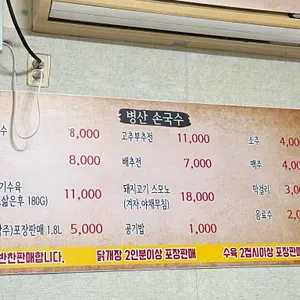 병산 손국수
수 8,000 고추부추전 11,000 소주 4,00
8,000 배추전 7,000 맥주 4,00
기수육 11,000 돼지고기 스모노 18,000 막걸리 3,0
삶은후 180G) (겨자,야채무침) 음료수 2,0
주)포장판매 1.8L 5,000 공기밥 1,000
반찬판매합니다. 닭개장 2인분이상 포장판매 수육 2접시이상 포장판매